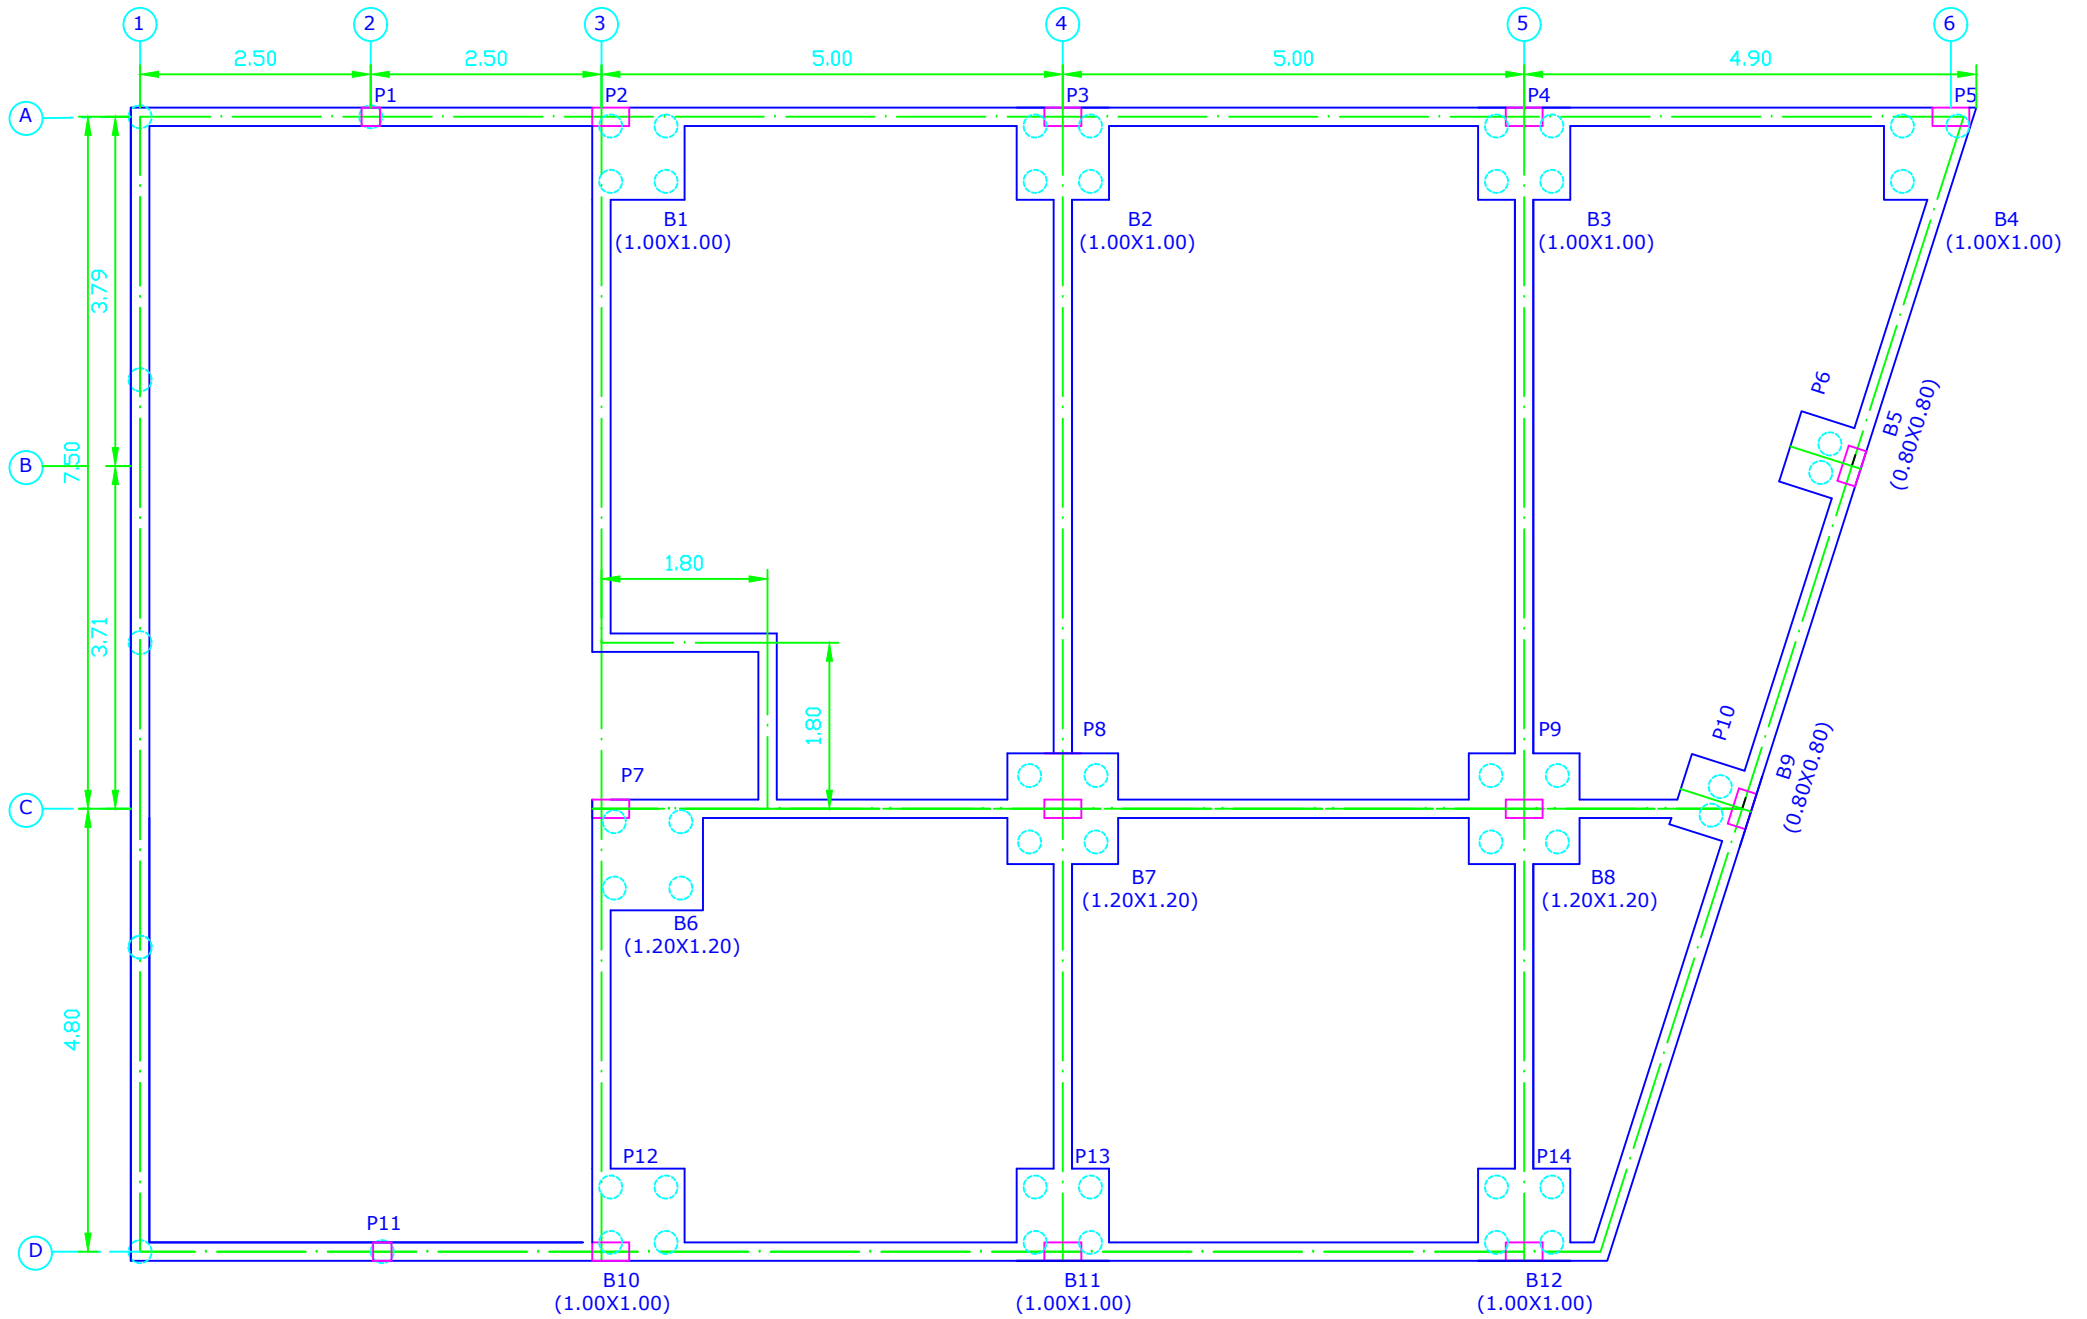 1 2 3 4 5 6
2.50 2.50 5.00 5.00 4.90
A P1 P2 P3 P4 P5
B1 B2 B3 B4
(1.00X1.00) (1.00X1.00) (1.00X1.00) (1.00X1.00)
3.79
P6
B5
(0.80X0.80)
B
7.50
1.80
3.71
1.80
P8 P9 P10
B9
(0.80X0.80)
P7
C
B7 B8
(1.20X1.20) (1.20X1.20)
B6
(1.20X1.20)
4.80
P12 P13 P14
P11
D
B10 B11 B12
(1.00X1.00) (1.00X1.00) (1.00X1.00)